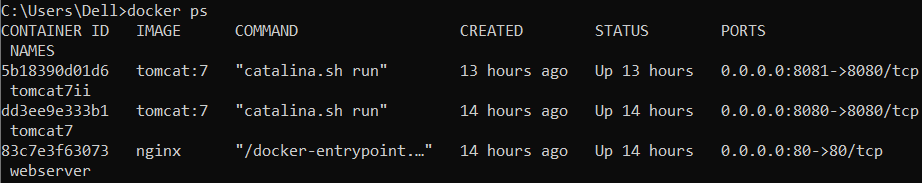 C:\Users\Dell>docker ps
CONTAINER ID   IMAGE      COMMAND                  CREATED        STATUS        PORTS
 NAMES
5b18390d01d6   tomcat:7   "catalina.sh run"        13 hours ago   Up 13 hours   0.0.0.0:8081->8080/tcp
 tomcat7ii
dd3ee9e333b1   tomcat:7   "catalina.sh run"        14 hours ago   Up 14 hours   0.0.0.0:8080->8080/tcp
 tomcat7
83c7e3f63073   nginx      "/docker-entrypoint.…"   14 hours ago   Up 14 hours   0.0.0.0:80->80/tcp
 webserver